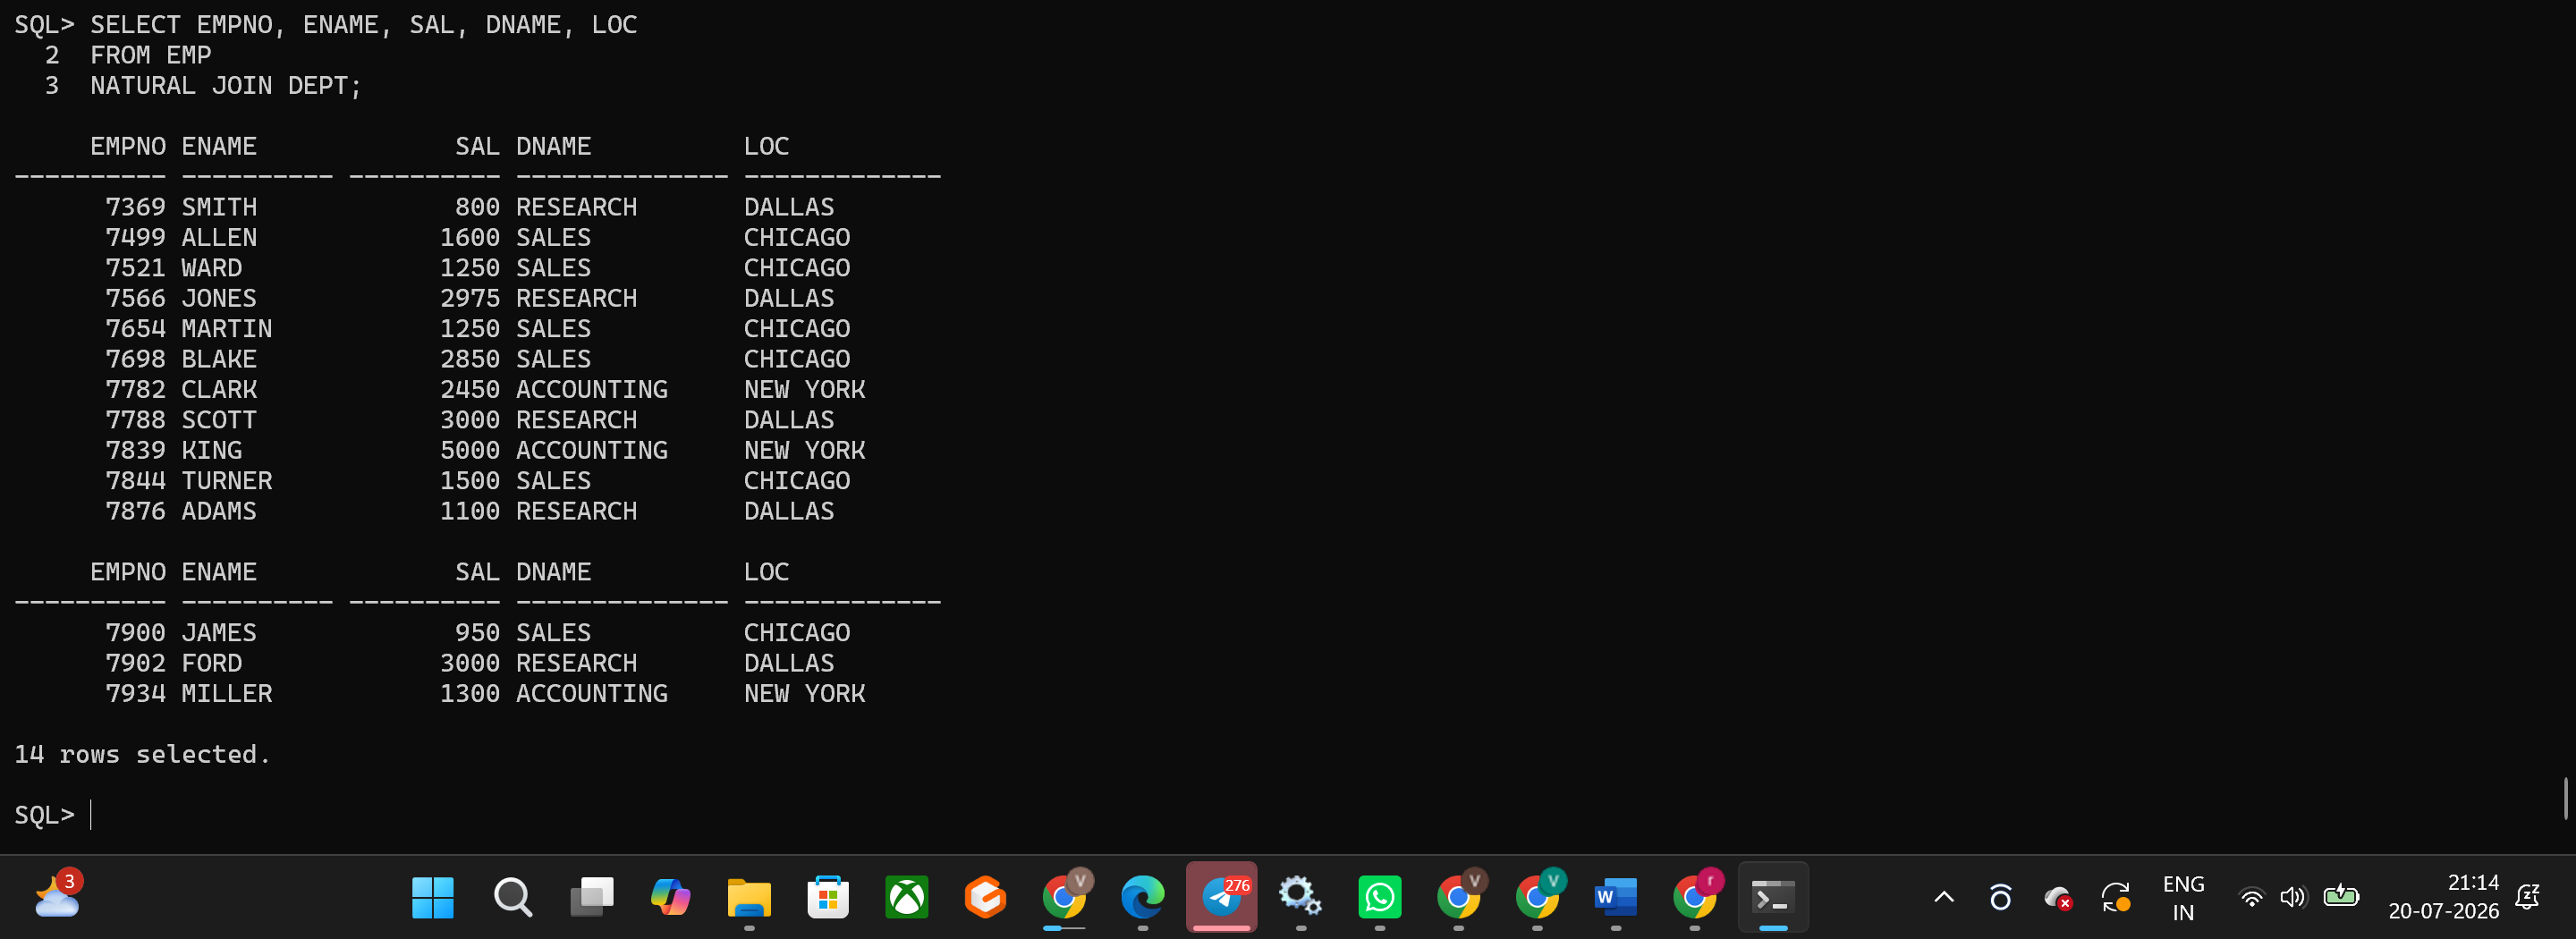 SQL> SELECT EMPNO, ENAME, SAL, DNAME, LOC
  2  FROM EMP
  3  NATURAL JOIN DEPT;

     EMPNO ENAME             SAL DNAME          LOC
---------- ---------- ---------- -------------- -------------
      7369 SMITH             800 RESEARCH       DALLAS
      7499 ALLEN            1600 SALES          CHICAGO
      7521 WARD             1250 SALES          CHICAGO
      7566 JONES            2975 RESEARCH       DALLAS
      7654 MARTIN           1250 SALES          CHICAGO
      7698 BLAKE            2850 SALES          CHICAGO
      7782 CLARK            2450 ACCOUNTING     NEW YORK
      7788 SCOTT            3000 RESEARCH       DALLAS
      7839 KING             5000 ACCOUNTING     NEW YORK
      7844 TURNER           1500 SALES          CHICAGO
      7876 ADAMS            1100 RESEARCH       DALLAS

     EMPNO ENAME             SAL DNAME          LOC
---------- ---------- ---------- -------------- -------------
      7900 JAMES             950 SALES          CHICAGO
      7902 FORD             3000 RESEARCH       DALLAS
      7934 MILLER           1300 ACCOUNTING     NEW YORK

14 rows selected.

SQL>
3
V
276
V
V
W
r
ENG
IN
21:14
20-07-2026